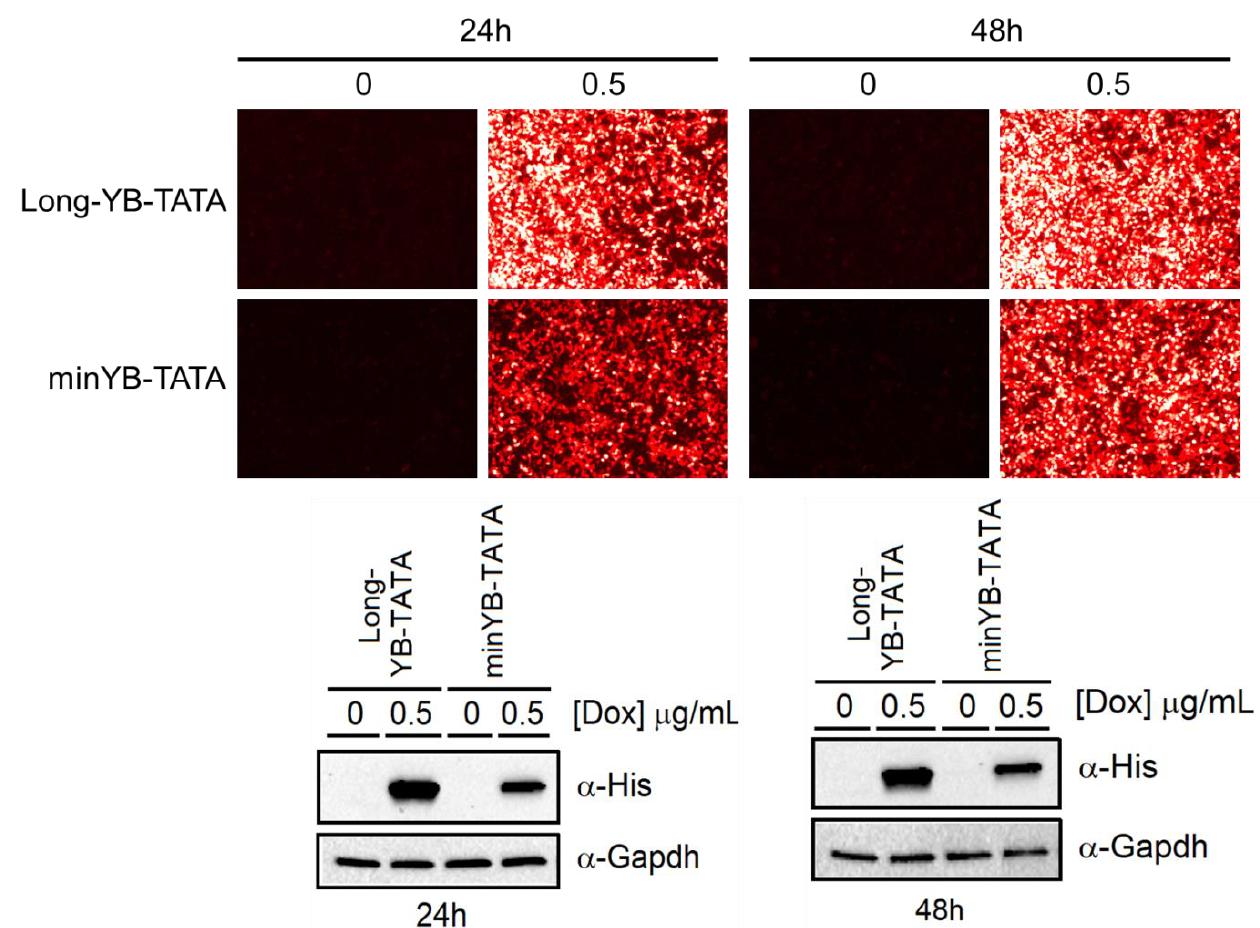 24h 48h
0 0.5 0 0.5
Long-YB-TATA
minYB-TATA
Long-
YB-TATA
minYB-TATA
0 0.5 0 0.5 [Dox] μg/mL
α-His
α-Gapdh
24h
Long-
YB-TATA
minYB-TATA
0 0.5 0 0.5 [Dox] μg/mL
α-His
α-Gapdh
48h